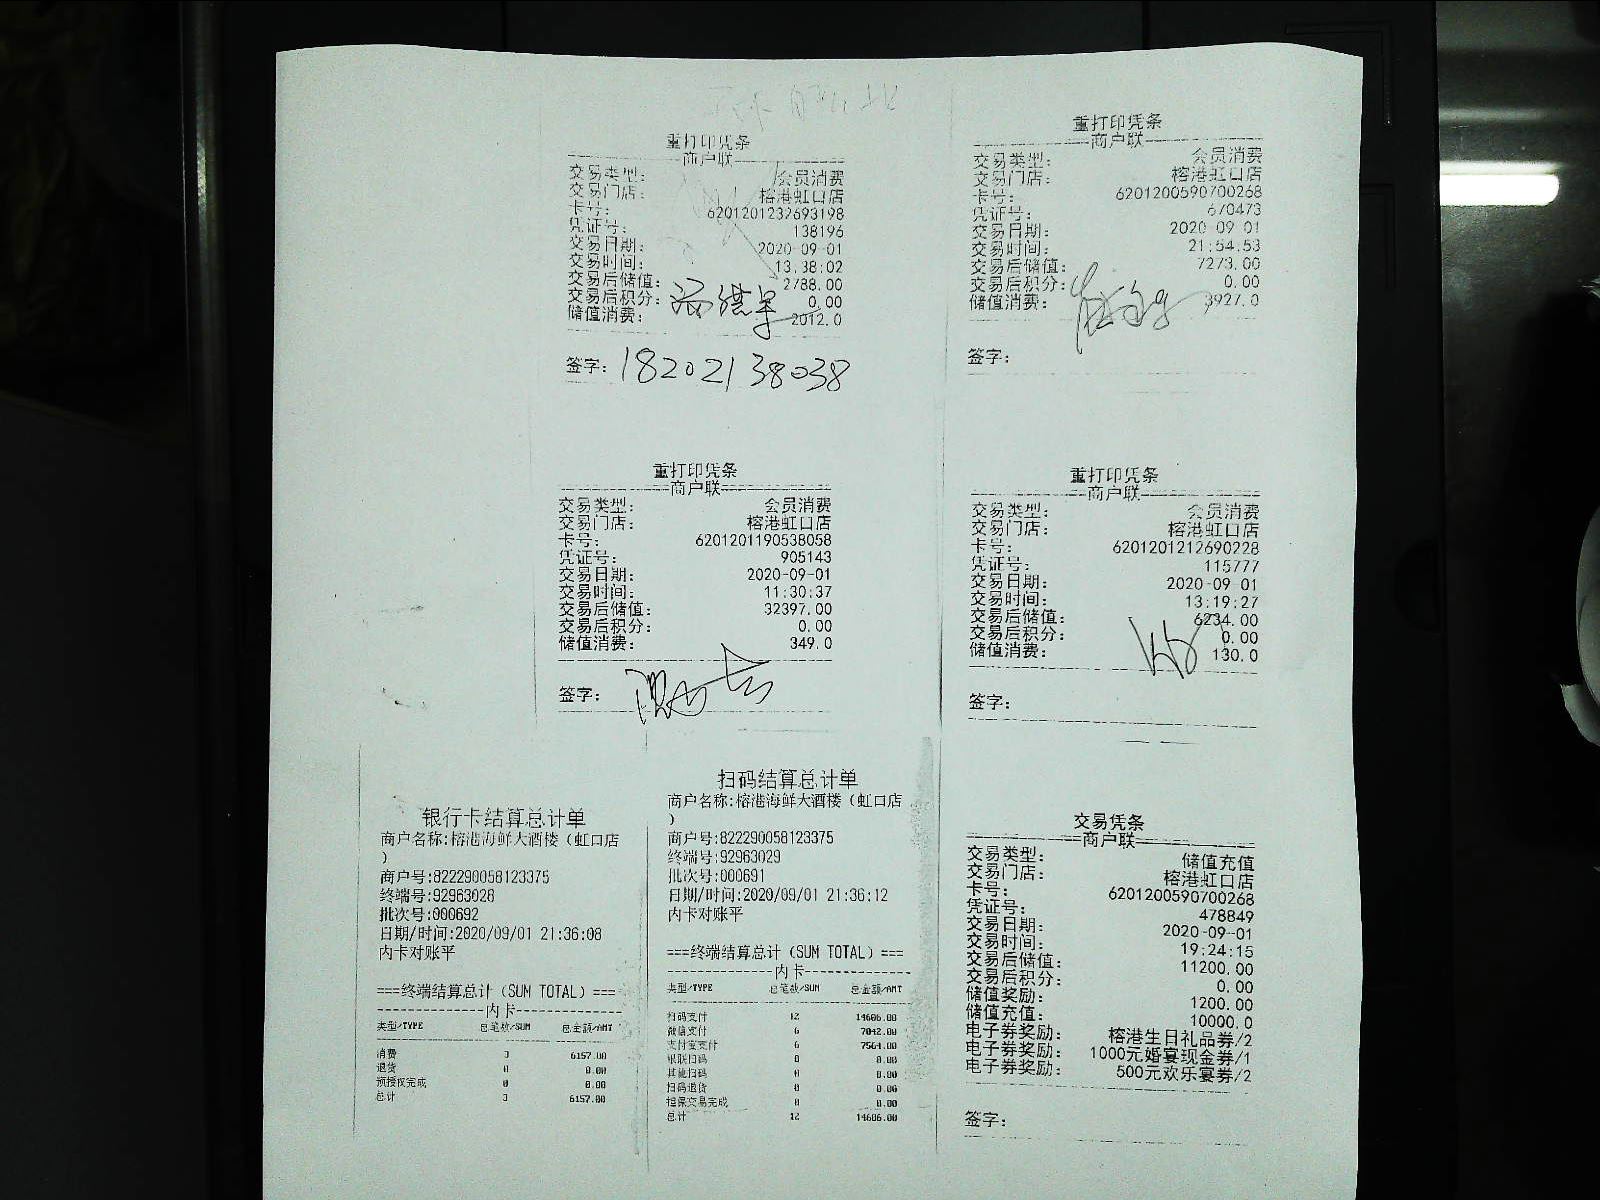 重打印凭条
商户联
交易类型： 会员消费
交易门店： 榕港虹口店
卡号： 6201201232693198
凭证号： 138196
交易日期： 2020-09-01
交易时间： 13:38:02
交易后储值： 2788.00
交易后积分： 0.00
储值消费： 2012.0
签字： 18202138038
重打印凭条
商户联
交易类型： 会员消费
交易门店： 榕港虹口店
卡号： 6201200590700268
凭证号： 670473
交易日期： 2020-09-01
交易时间： 21:54:53
交易后储值： 7273.00
交易后积分： 0.00
储值消费： 3927.0
签字：
重打印凭条
商户联
交易类型： 会员消费
交易门店： 榕港虹口店
卡号： 6201201190538058
凭证号： 905143
交易日期： 2020-09-01
交易时间： 11:30:37
交易后储值： 32397.00
交易后积分： 0.00
储值消费： 349.0
签字：
重打印凭条
商户联
交易类型： 会员消费
交易门店： 榕港虹口店
卡号： 6201201212690228
凭证号： 115777
交易日期： 2020-09-01
交易时间： 13:19:27
交易后储值： 6234.00
交易后积分： 0.00
储值消费： 130.0
签字：
银行卡结算总计单
商户名称:榕港海鲜大酒楼（虹口店
）
商户号:822290058123375
终端号:92963028
批次号:000692
日期/时间:2020/09/01 21:36:08
内卡对账平
===终端结算总计（SUM TOTAL）===
---------------内卡---------------
类型/TYPE 总笔数/SUM 总金额/AMT
消费 3 6157.00
退货 0 0.00
预授权完成 0 0.00
总计 3 6157.00
扫码结算总计单
商户名称:榕港海鲜大酒楼（虹口店
）
商户号:822290058123375
终端号:92963029
批次号:000691
日期/时间:2020/09/01 21:36:12
内卡对账平
===终端结算总计（SUM TOTAL）===
---------------内卡---------------
类型/TYPE 总笔数/SUM 总金额/AMT
扫码支付 12 14606.00
微信支付 6 7042.00
支付宝支付 6 7564.00
银联扫码 0 0.00
其他扫码 0 0.00
扫码退货 0 0.00
担保交易完成 0 0.00
总计 12 14606.00
交易凭条
商户联
交易类型： 储值充值
交易门店： 榕港虹口店
卡号： 6201200590700268
凭证号： 478849
交易日期： 2020-09-01
交易时间： 19:24:15
交易后储值： 11200.00
交易后积分： 0.00
储值奖励： 1200.00
储值充值： 10000.0
电子券奖励： 榕港生日礼品券/2
电子券奖励： 1000元婚宴现金券/1
电子券奖励： 500元欢乐宴券/2
签字：